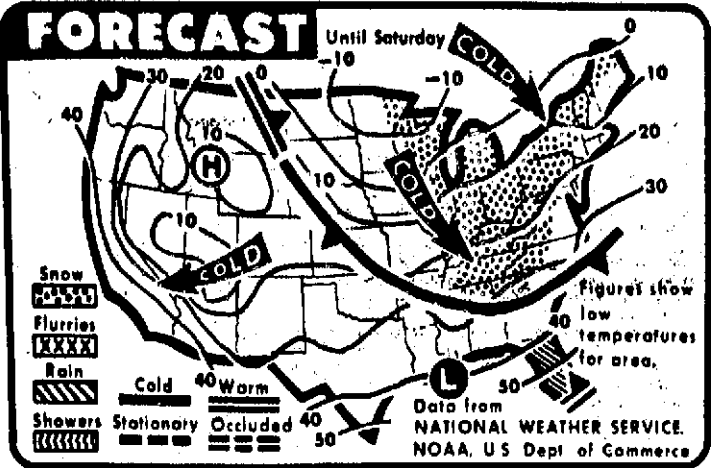 FORECAST
Until Saturday
COLD
0
-10
-10
10
20
30
30
20
0
40
10
H
10
COLD
10
COLD
Snow
Flurries
Rain
Showers
Cold
Warm
Stationary
Occluded
40
40
50
L
40
50
Figures show
low
temperatures
for area.
Data from
NATIONAL WEATHER SERVICE,
NOAA, U.S. Dept of Commerce